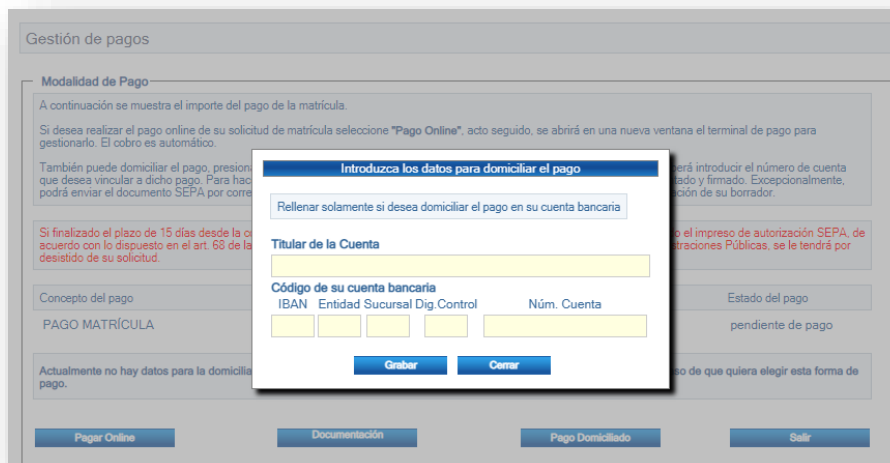 Gestión de pagos
Modalidad de Pago
A continuación se muestra el importe del pago de la matrícula.
Si desea realizar el pago online de su solicitud de matrícula seleccione "Pago Online", acto seguido, se abrirá en una nueva ventana el terminal de pago para
gestionarlo. El cobro es automático.
También puede domiciliar el pago, presion erá introducir el número de cuenta
que desea vincular a dicho pago. Para hac tado y firmado. Excepcionalmente,
podrá enviar el documento SEPA por corre ción de su borrador.
Introduzca los datos para domiciliar el pago
Rellenar solamente si desea domiciliar el pago en su cuenta bancaria
Si finalizado el plazo de 15 días desde la c o el impreso de autorización SEPA, de
acuerdo con lo dispuesto en el art. 68 de la straciones Públicas, se le tendrá por
desistido de su solicitud.
Titular de la Cuenta
Código de su cuenta bancaria
IBAN Entidad Sucursal Dig.Control Núm. Cuenta
Concepto del pago Estado del pago
PAGO MATRÍCULA pendiente de pago
Grabar Cerrar
Actualmente no hay datos para la domicilia so de que quiera elegir esta forma de
pago.
Pagar Online Documentación Pago Domiciliado Salir